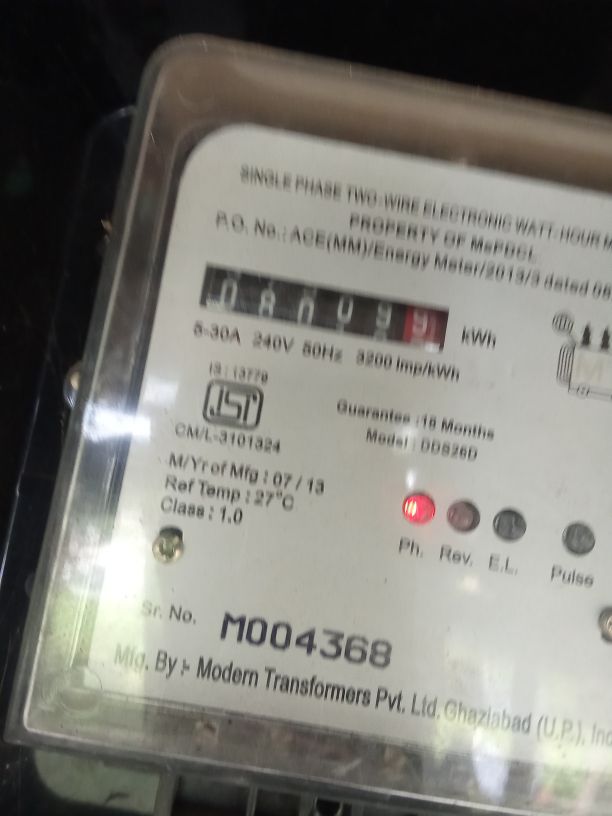 SINGLE PHASE TWO-WIRE ELECTRONIC WATT-HOUR
PROPERTY OF MePDCL
P.O. No.: ACE(MM)/Energy Meter/2013/3 dated 06
kWh
5-30A 240V 50Hz 3200 Imp/kWh
IS : 13779
ISI
CM/L-3101324
Guarantee :18 Months
Model : DDS26D
M/Yr of Mfg : 07 / 13
Ref Temp : 27°C
Class : 1.0
Ph. Rev. E.L. Pulse
Sr. No. M004368
Mfg. By :- Modern Transformers Pvt. Ltd. Ghaziabad (U.P.).